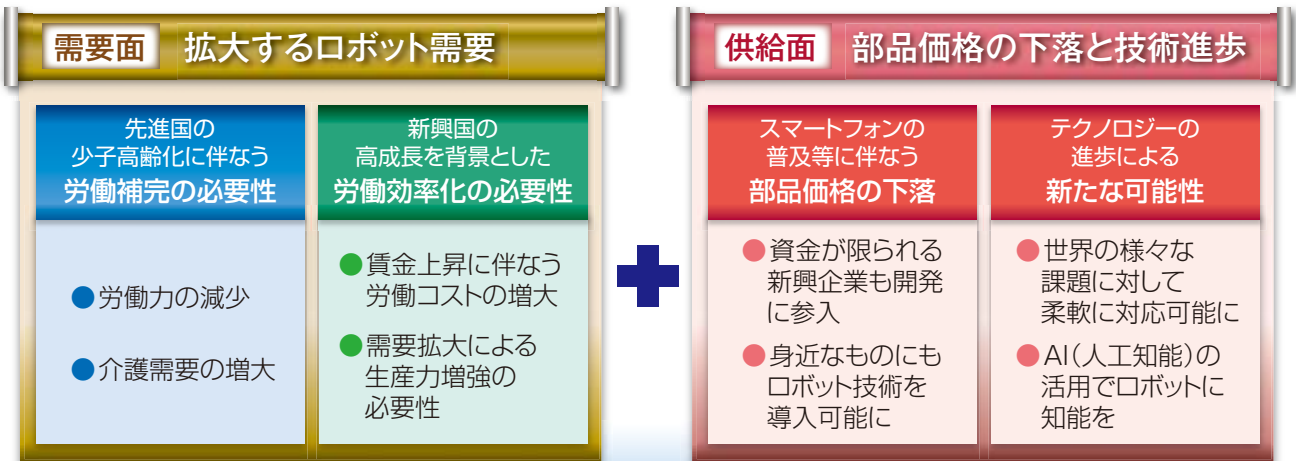 需要面 拡大するロボット需要
先進国の
少子高齢化に伴なう
労働補完の必要性
●労働力の減少
●介護需要の増大
新興国の
高成長を背景とした
労働効率化の必要性
●賃金上昇に伴なう
労働コストの増大
●需要拡大による
生産力増強の
必要性
供給面 部品価格の下落と技術進歩
スマートフォンの
普及等に伴なう
部品価格の下落
●資金が限られる
新興企業も開発
に参入
●身近なものにも
ロボット技術を
導入可能に
テクノロジーの
進歩による
新たな可能性
●世界の様々な
課題に対して
柔軟に対応可能に
●AI(人工知能)の
活用でロボットに
知能を